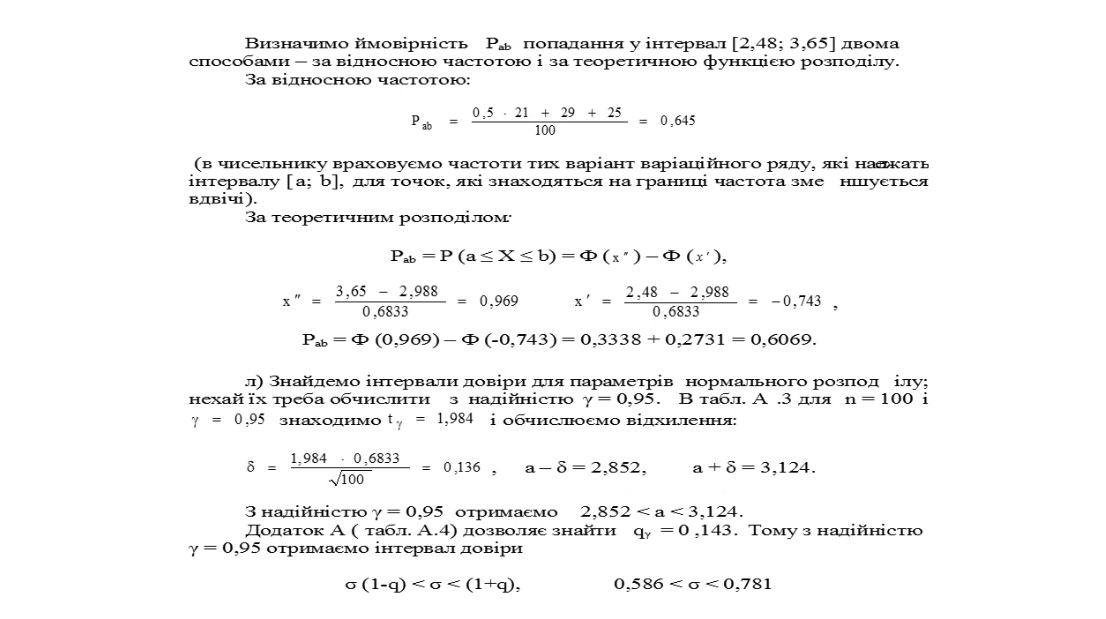 Визначимо ймовірність Pab попадання у інтервал [2,48; 3,65] двома
способами – за відносною частотою і за теоретичною функцією розподілу.
За відносною частотою:
P ab = (0,5 · 21 + 29 + 25) / 100 = 0,645
(в чисельнику враховуємо частоти тих варіант варіаційного ряду, які належать
інтервалу [a; b], для точок, які знаходяться на границі частота зме ншується
вдвічі).
За теоретичним розподілом:
Pab = P (a ≤ X ≤ b) = Φ ( x ″ ) – Φ ( x ′ ),
x ″ = (3,65 – 2,988) / 0,6833 = 0,969 x ′ = (2,48 – 2,988) / 0,6833 = –0,743 ,
Pab = Φ (0,969) – Φ (-0,743) = 0,3338 + 0,2731 = 0,6069.
л) Знайдемо інтервали довіри для параметрів нормального розпод ілу;
нехай їх треба обчислити з надійністю γ = 0,95. В табл. А .3 для n = 100 і
γ = 0,95 знаходимо t γ = 1,984 і обчислюємо відхилення:
δ = (1,984 · 0,6833) / √100 = 0,136 , a – δ = 2,852, a + δ = 3,124.
З надійністю γ = 0,95 отримаємо 2,852 < a < 3,124.
Додаток А ( табл. А.4) дозволяє знайти qγ = 0 ,143. Тому з надійністю
γ = 0,95 отримаємо інтервал довіри
σ (1-q) < σ < (1+q), 0,586 < σ < 0,781